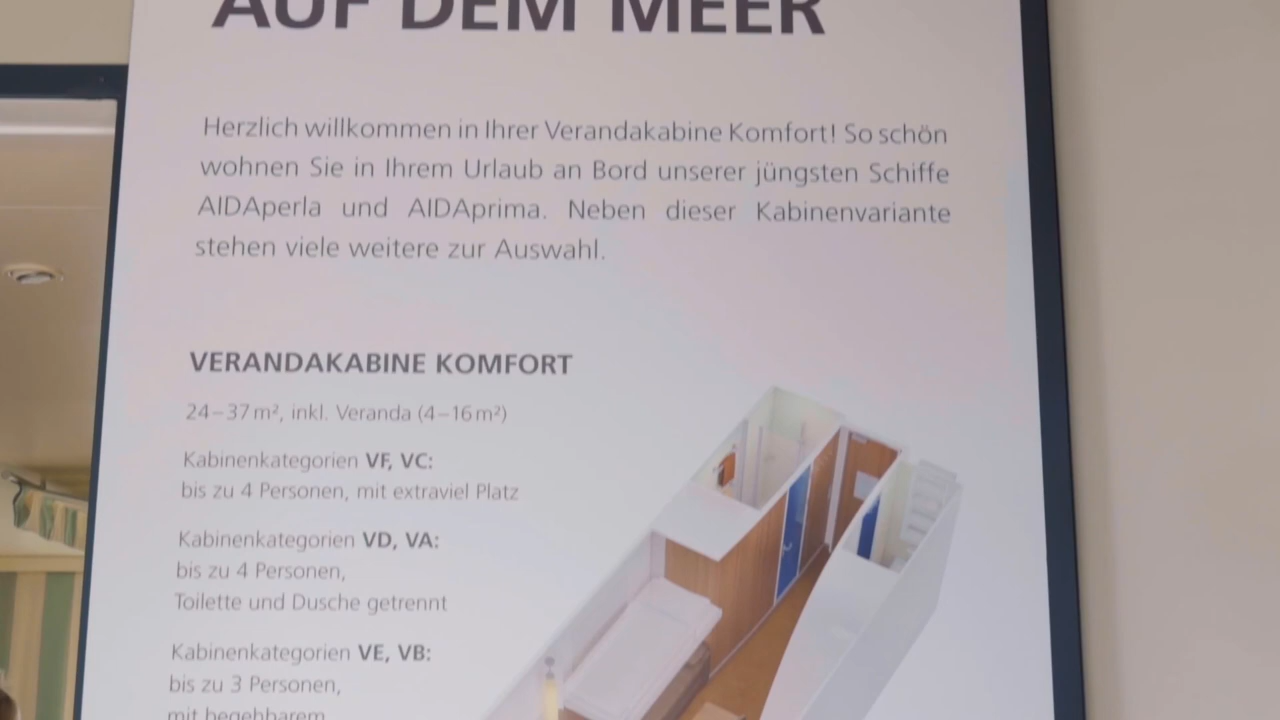 AUF DEM MEER
Herzlich willkommen in Ihrer Verandakabine Komfort! So schön
wohnen Sie in Ihrem Urlaub an Bord unserer jüngsten Schiffe
AIDAperla und AIDAprima. Neben dieser Kabinenvariante
stehen viele weitere zur Auswahl.
VERANDAKABINE KOMFORT
24–37 m², inkl. Veranda (4–16 m²)
Kabinenkategorien VF, VC:
bis zu 4 Personen, mit extraviel Platz
Kabinenkategorien VD, VA:
bis zu 4 Personen,
Toilette und Dusche getrennt
Kabinenkategorien VE, VB:
bis zu 3 Personen,
mit begehbarem